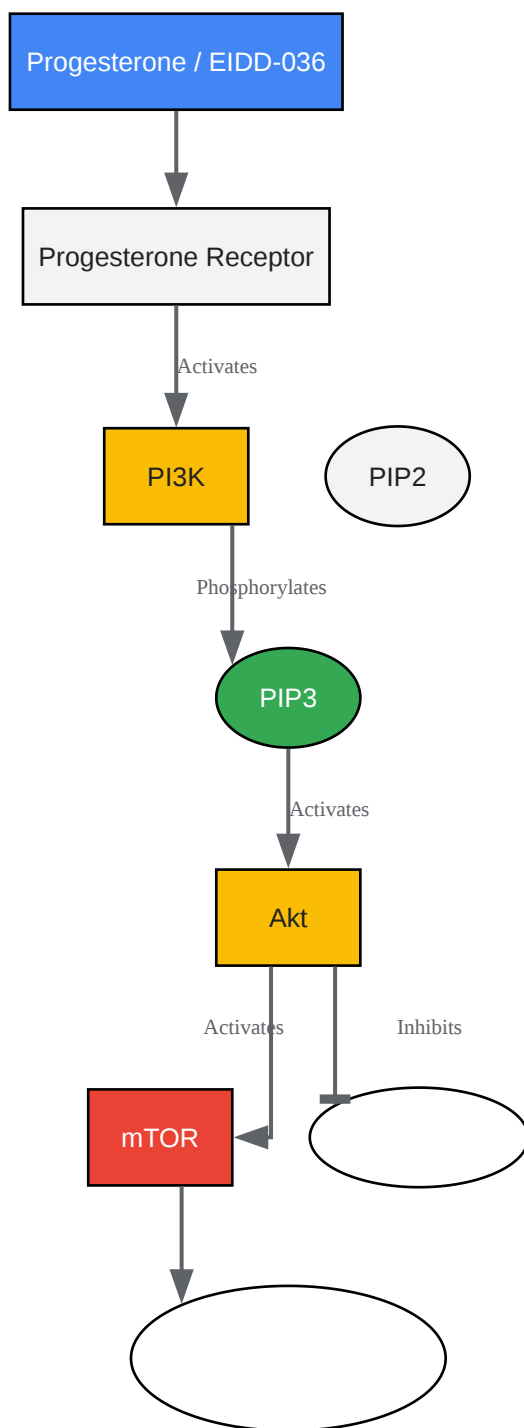 Progesterone / EIDD-036
Progesterone Receptor
Activates
PI3K
PIP2
Phosphorylates
PIP3
Activates
Akt
Activates
Inhibits
mTOR